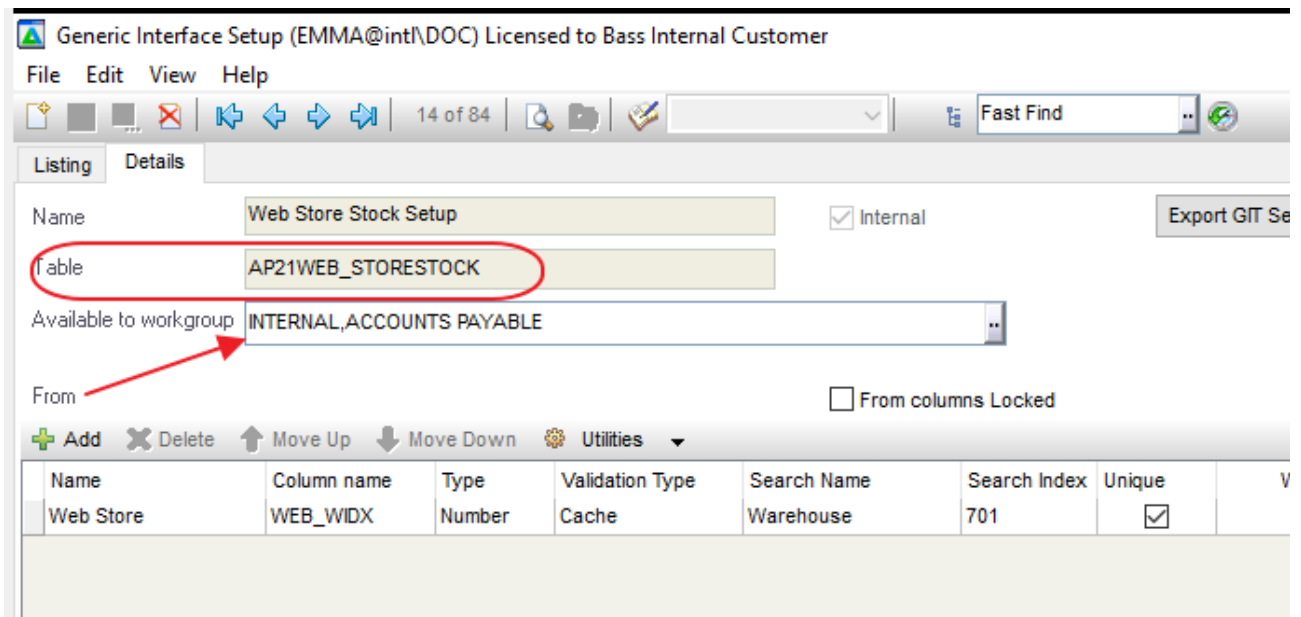 Generic Interface Setup (EMMA@intl\DOC) Licensed to Bass Internal Customer
File Edit View Help
14 of 84 Fast Find
Listing Details
Name Web Store Stock Setup Internal Export GIT Se
Table AP21WEB_STORESTOCK
Available to workgroup INTERNAL,ACCOUNTS PAYABLE
From From columns Locked
Add Delete Move Up Move Down Utilities
Name Column name Type Validation Type Search Name Search Index Unique
Web Store WEB_WIDX Number Cache Warehouse 701